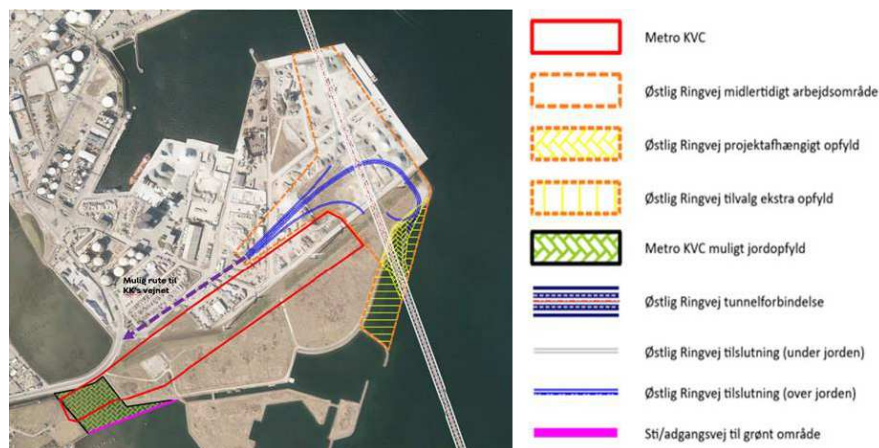 Mulig rute til
KK's vejnet
Metro KVC
Østlig Ringvej midlertidigt arbejdsområde
Østlig Ringvej projektafhængigt opfyld
Østlig Ringvej tilvalg ekstra opfyld
Metro KVC muligt jordopfyld
Østlig Ringvej tunnelforbindelse
Østlig Ringvej tilslutning (under jorden)
Østlig Ringvej tilslutning (over jorden)
Sti/adgangsvej til grønt område